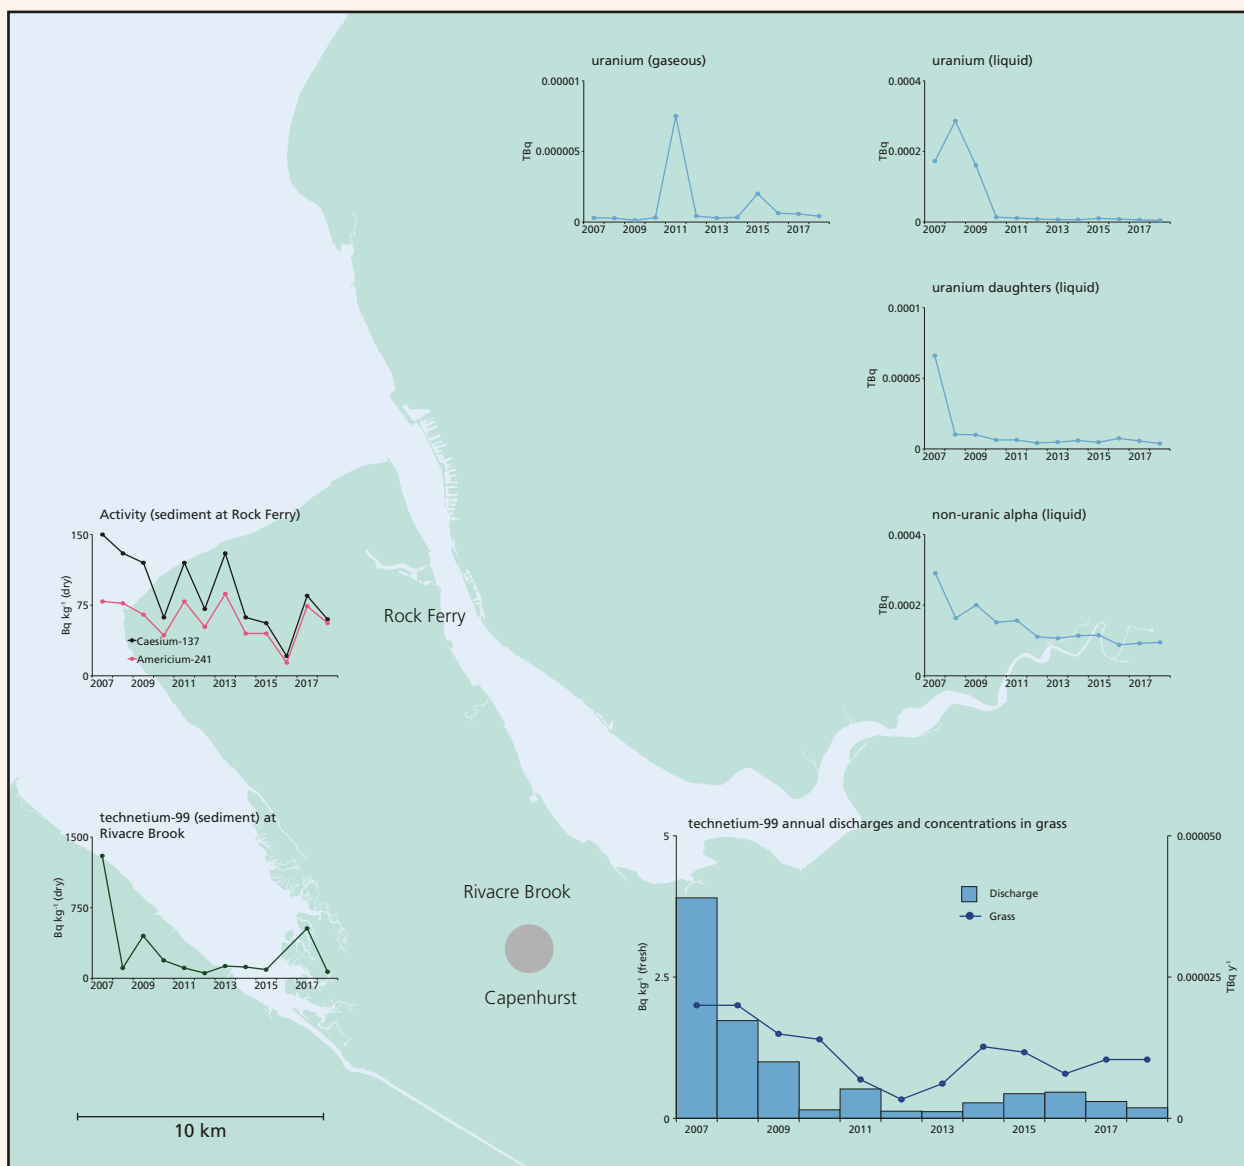 uranium (gaseous)
0.00001
0.000005
0
TBq
2007 2009 2011 2013 2015 2017
uranium (liquid)
0.0004
0.0002
0
TBq
2007 2009 2011 2013 2015 2017
uranium daughters (liquid)
0.0001
0.00005
0
TBq
2007 2009 2011 2013 2015 2017
Activity (sediment at Rock Ferry)
150
75
0
Bq kg⁻¹ (dry)
Caesium-137
Americium-241
2007 2009 2011 2013 2015 2017
Rock Ferry
non-uranic alpha (liquid)
0.0004
0.0002
0
TBq
2007 2009 2011 2013 2015 2017
technetium-99 (sediment) at
Rivacre Brook
1500
750
0
Bq kg⁻¹ (dry)
2007 2009 2011 2013 2015 2017
Rivacre Brook
Capenhurst
technetium-99 annual discharges and concentrations in grass
5
2.5
0
Bq kg⁻¹ (fresh)
Discharge
Grass
0.000050
0.000025
0
TBq y⁻¹
2007 2009 2011 2013 2015 2017
10 km